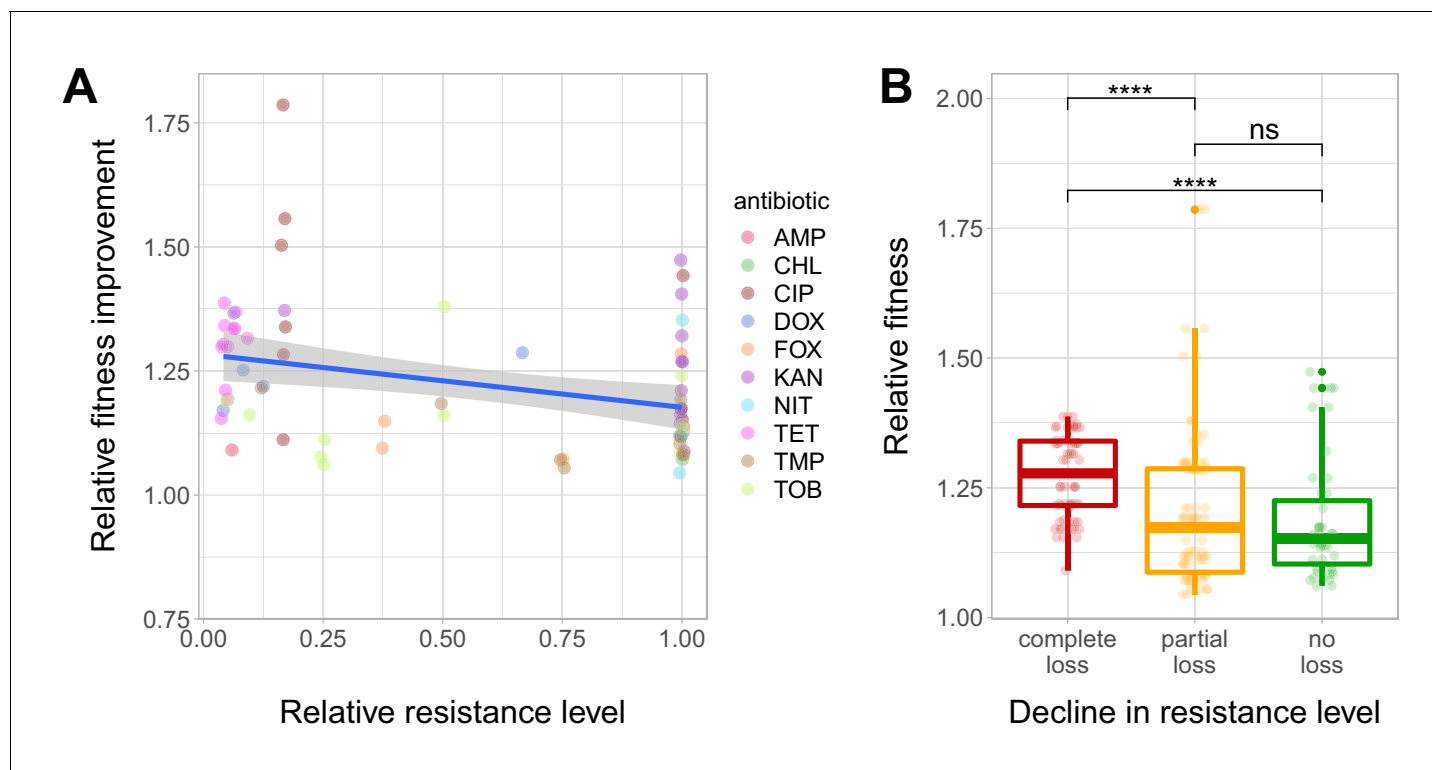 A
Relative fitness improvement
1.75
1.50
1.25
1.00
0.75
0.00 0.25 0.50 0.75 1.00
Relative resistance level
antibiotic
AMP
CHL
CIP
DOX
FOX
KAN
NIT
TET
TMP
TOB
B
Relative fitness
2.00
1.75
1.50
1.25
1.00
****
ns
****
complete partial no
loss loss loss
Decline in resistance level